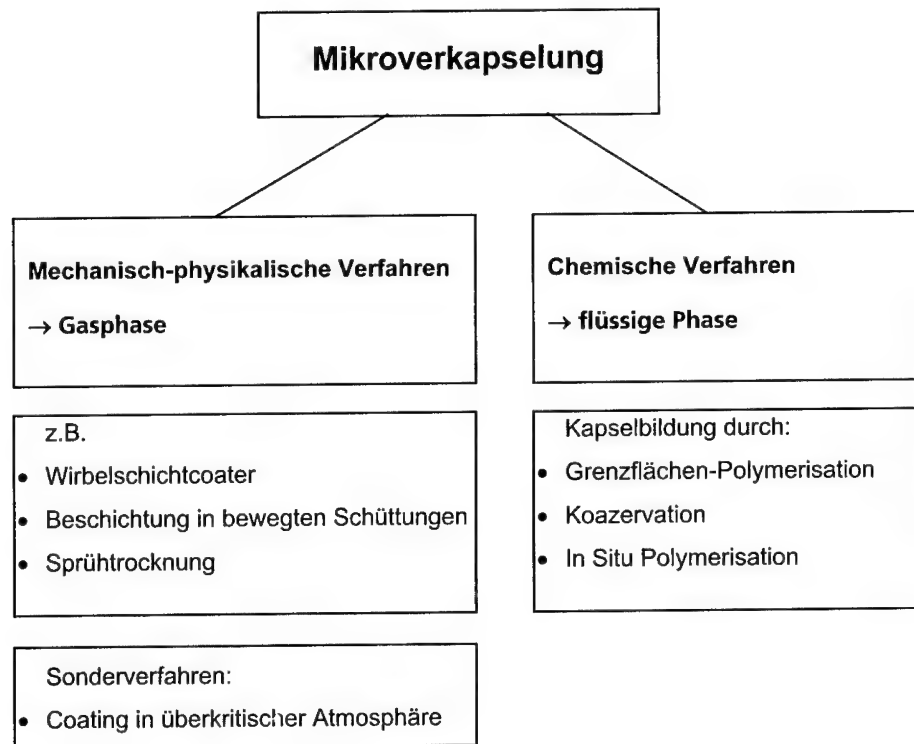 Mikroverkapselung
Mechanisch-physikalische Verfahren
→ Gasphase
z.B.
• Wirbelschichtcoater
• Beschichtung in bewegten Schüttungen
• Sprühtrocknung
Sonderverfahren:
• Coating in überkritischer Atmosphäre
Chemische Verfahren
→ flüssige Phase
Kapselbildung durch:
• Grenzflächen-Polymerisation
• Koazervation
• In Situ Polymerisation